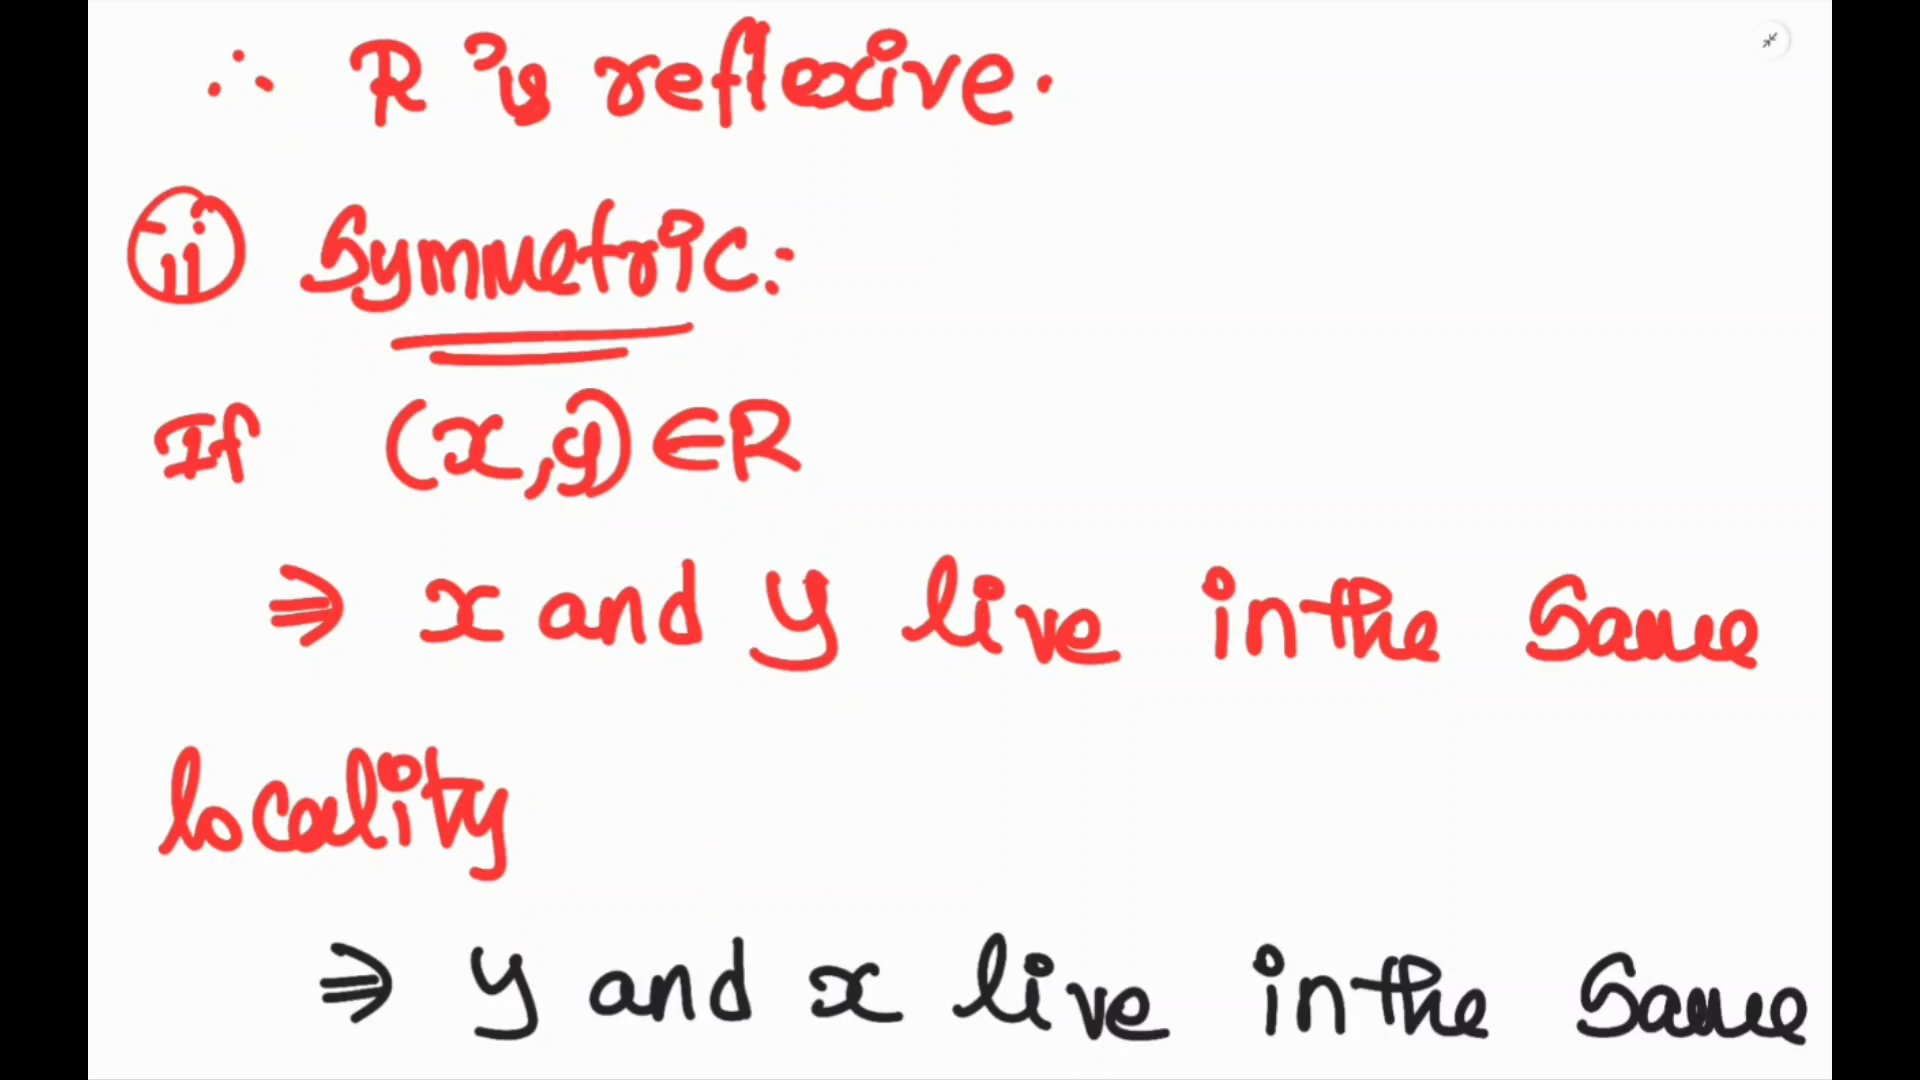 ∴ R is reflexive.
(ii) Symmetric:
If (x,y)∈R
⇒ x and y live in the same
locality
⇒ y and x live in the same